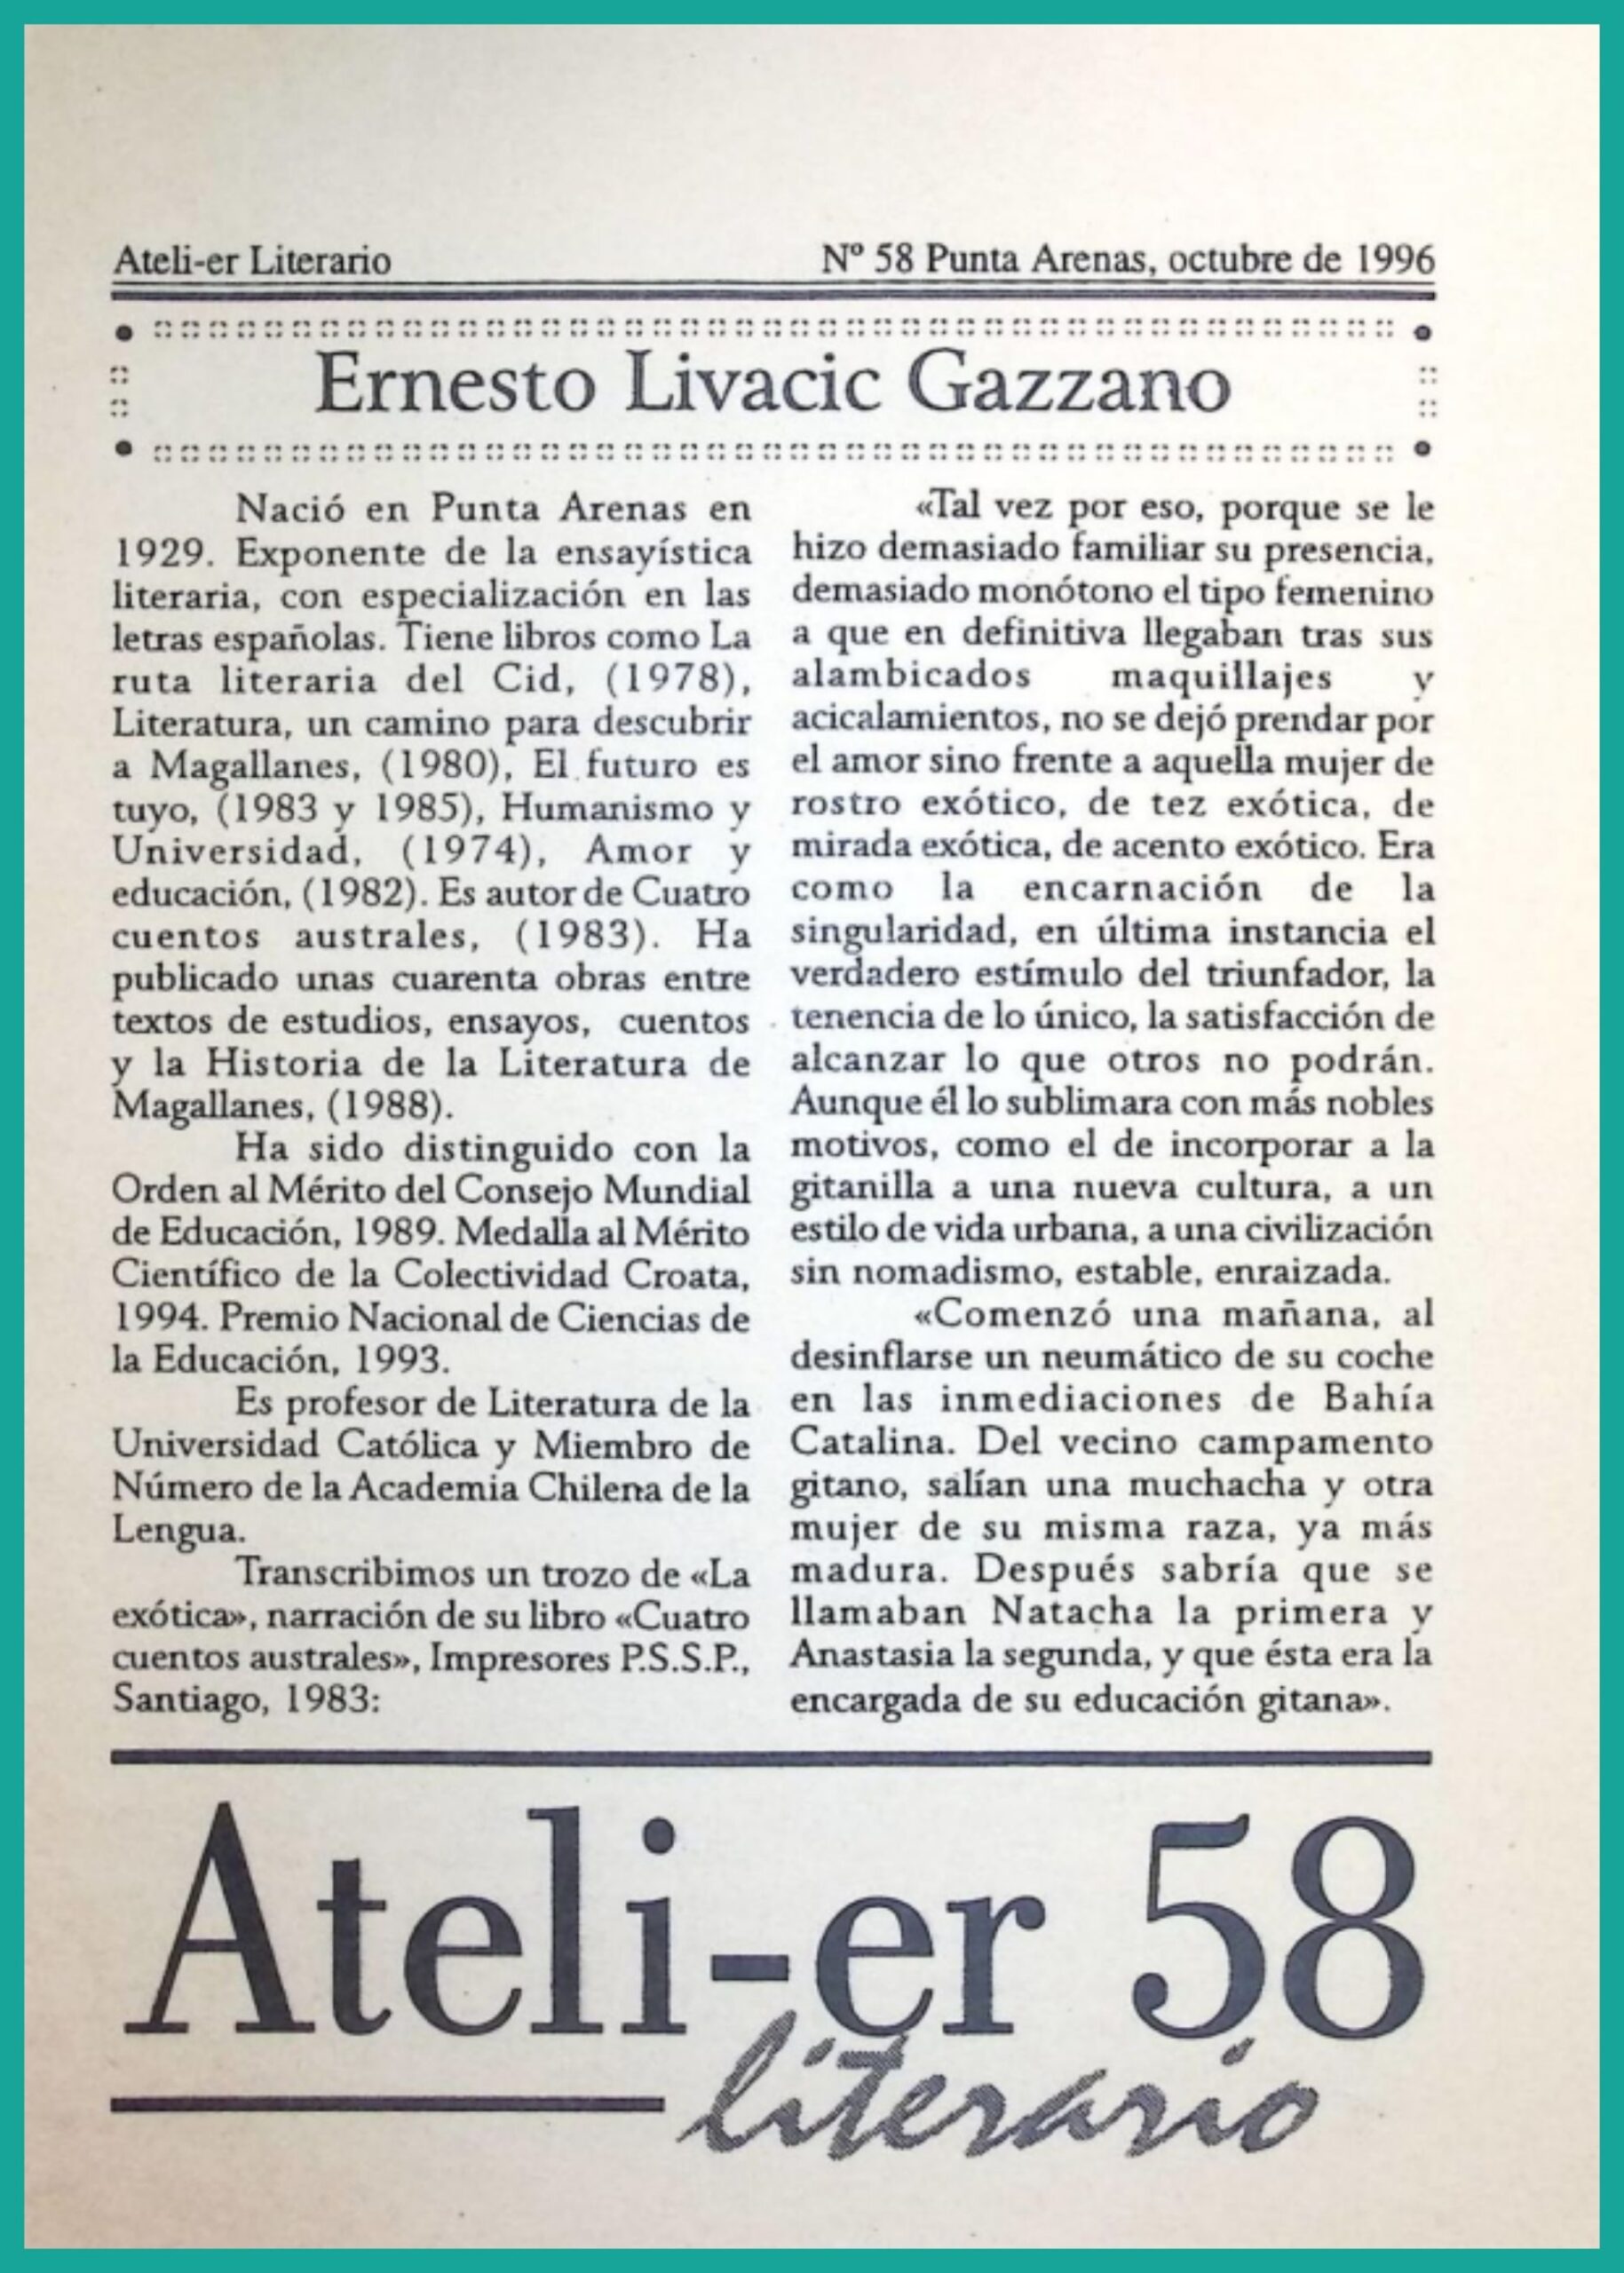 Ateli-er Literario
Nº 58 Punta Arenas, octubre de 1996
Ernesto Livacic Gazzano
Nació en Punta Arenas en
1929. Exponente de la ensayística
literaria, con especialización en las
letras españolas. Tiene libros como La
ruta literaria del Cid, (1978),
Literatura, un camino para descubrir
a Magallanes, (1980), El futuro es
tuyo, (1983 y 1985), Humanismo y
Universidad, (1974), Amor y
educación, (1982). Es autor de Cuatro
cuentos australes, (1983). Ha
publicado unas cuarenta obras entre
textos de estudios, ensayos, cuentos
y la Historia de la Literatura de
Magallanes, (1988).
Ha sido distinguido con la
Orden al Mérito del Consejo Mundial
de Educación, 1989. Medalla al Mérito
Científico de la Colectividad Croata,
1994. Premio Nacional de Ciencias de
la Educación, 1993.
Es profesor de Literatura de la
Universidad Católica y Miembro de
Número de la Academia Chilena de la
Lengua.
Transcribimos un trozo de «La
exótica», narración de su libro «Cuatro
cuentos australes», Impresores P.S.S.P.,
Santiago, 1983:
«Tal vez por eso, porque se le
hizo demasiado familiar su presencia,
demasiado monótono el tipo femenino
a que en definitiva llegaban tras sus
alambicados maquillajes y
acicalamientos, no se dejó prendar por
el amor sino frente a aquella mujer de
rostro exótico, de tez exótica, de
mirada exótica, de acento exótico. Era
como la encarnación de la
singularidad, en última instancia el
verdadero estímulo del triunfador, la
tenencia de lo único, la satisfacción de
alcanzar lo que otros no podrán.
Aunque él lo sublimara con más nobles
motivos, como el de incorporar a la
gitanilla a una nueva cultura, a un
estilo de vida urbana, a una civilización
sin nomadismo, estable, enraizada.
«Comenzó una mañana, al
desinflarse un neumático de su coche
en las inmediaciones de Bahía
Catalina. Del vecino campamento
gitano, salían una muchacha y otra
mujer de su misma raza, ya más
madura. Después sabría que se
llamaban Natacha la primera y
Anastasia la segunda, y que ésta era la
encargada de su educación gitana».
Ateli-er 58
literario